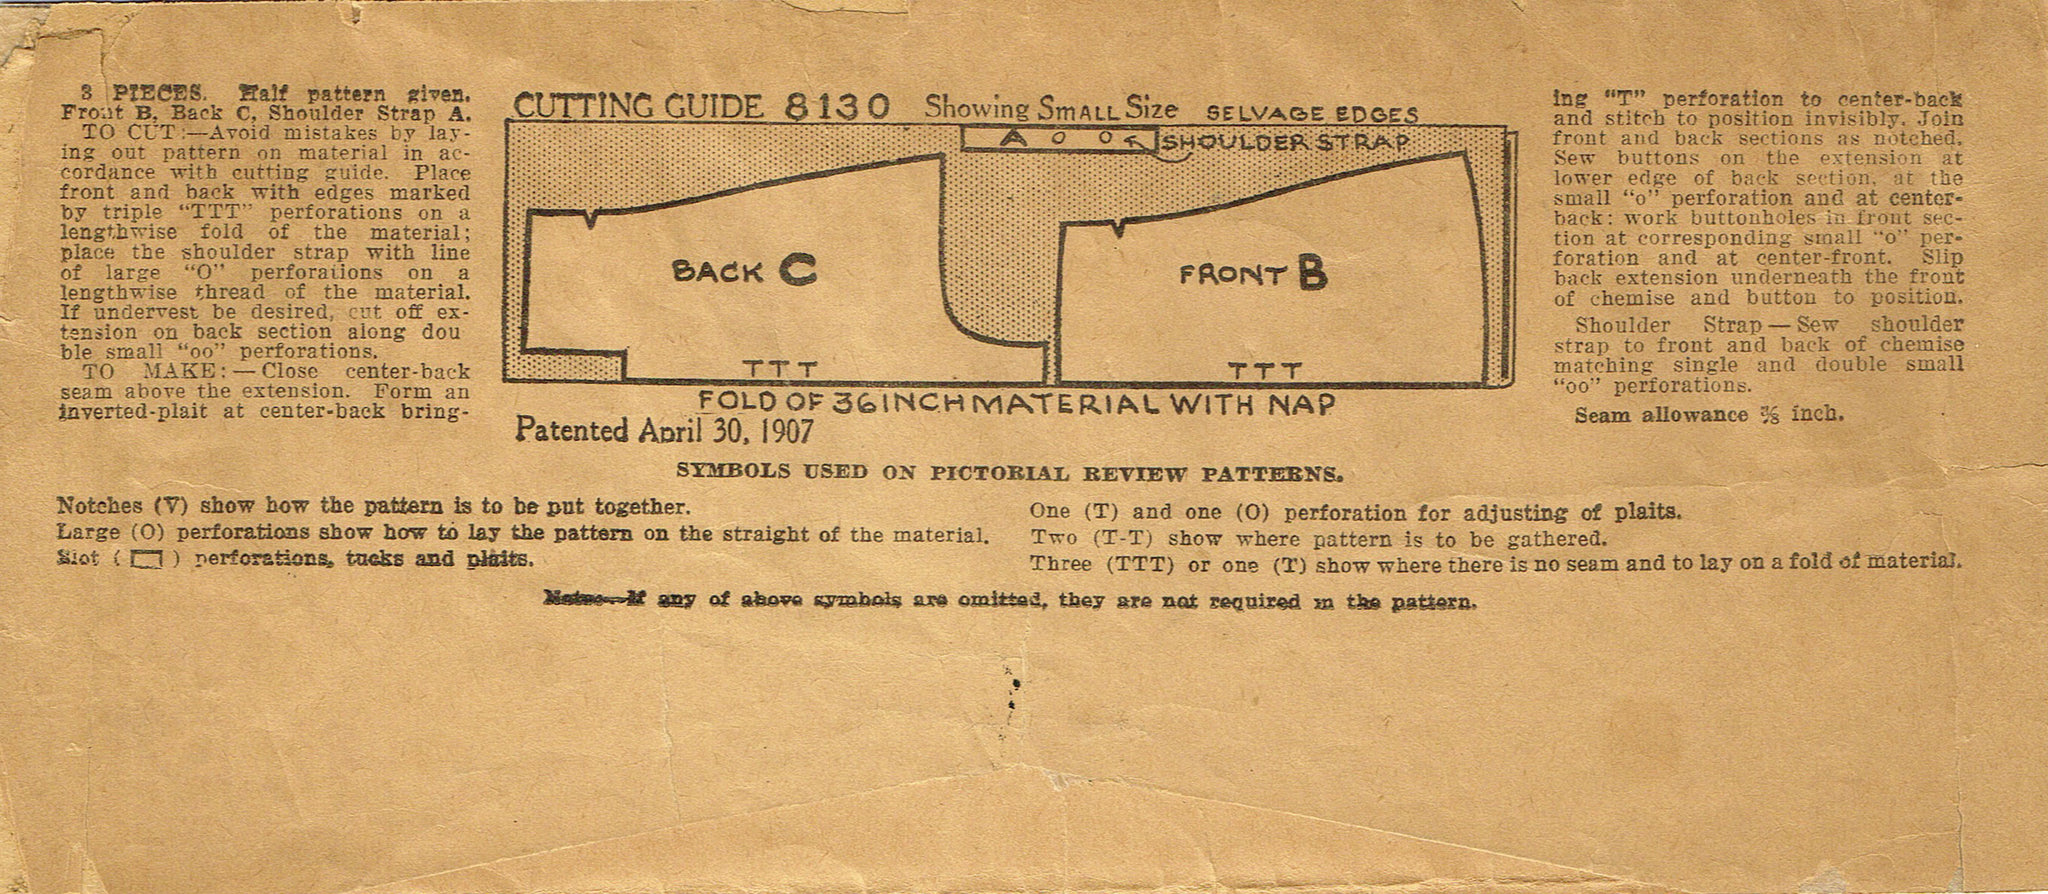 3 PIECES. Half pattern given.
Front B, Back C, Shoulder Strap A.
TO CUT:—Avoid mistakes by lay-
ing out pattern on material in ac-
cordance with cutting guide. Place
front and back with edges marked
by triple "TTT" perforations on a
lengthwise fold of the material;
place the shoulder strap with line
of large "O" perforations on a
lengthwise thread of the material.
If undervest be desired, cut off ex-
tension on back section along dou
ble small "oo" perforations.
TO MAKE:—Close center-back
seam above the extension. Form an
inverted-plait at center-back bring-
CUTTING GUIDE 8130 Showing SMALL SIZE SELVAGE EDGES
A O O
SHOULDER STRAP
BACK C
FRONT B
TTT
TTT
FOLD OF 36 INCH MATERIAL WITH NAP
Patented April 30, 1907
ing "T" perforation to center-back
and stitch to position invisibly. Join
front and back sections as notched.
Sew buttons on the extension at
lower edge of back section, at the
small "o" perforation and at center-
back: work buttonholes in front sec-
tion at corresponding small "o" per-
foration and at center-front. Slip
back extension underneath the front
of chemise and button to position.
Shoulder Strap—Sew shoulder
strap to front and back of chemise
matching single and double small
"oo" perforations.
Seam allowance ⅜ inch.
SYMBOLS USED ON PICTORIAL REVIEW PATTERNS.
Notches (V) show how the pattern is to be put together.
Large (O) perforations show how to lay the pattern on the straight of the material.
Slot ( ) perforations, tucks and plaits.
One (T) and one (O) perforation for adjusting of plaits.
Two (T-T) show where pattern is to be gathered.
Three (TTT) or one (T) show where there is no seam and to lay on a fold of material.
Note.—If any of above symbols are omitted, they are not required in the pattern.